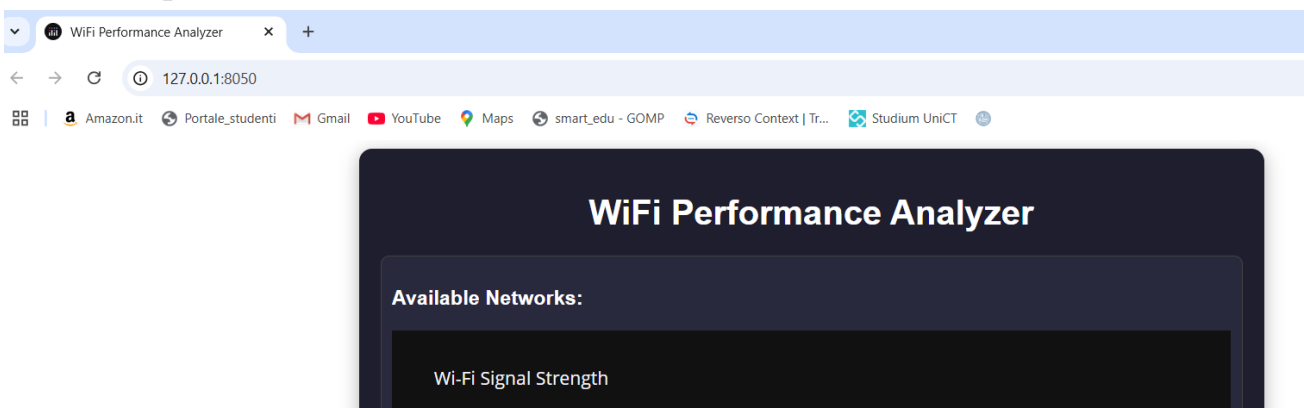 WiFi Performance Analyzer
127.0.0.1:8050
Amazon.it Portale_studenti Gmail YouTube Maps smart_edu - GOMP Reverso Context | Tr... Studium UniCT
WiFi Performance Analyzer
Available Networks:
Wi-Fi Signal Strength